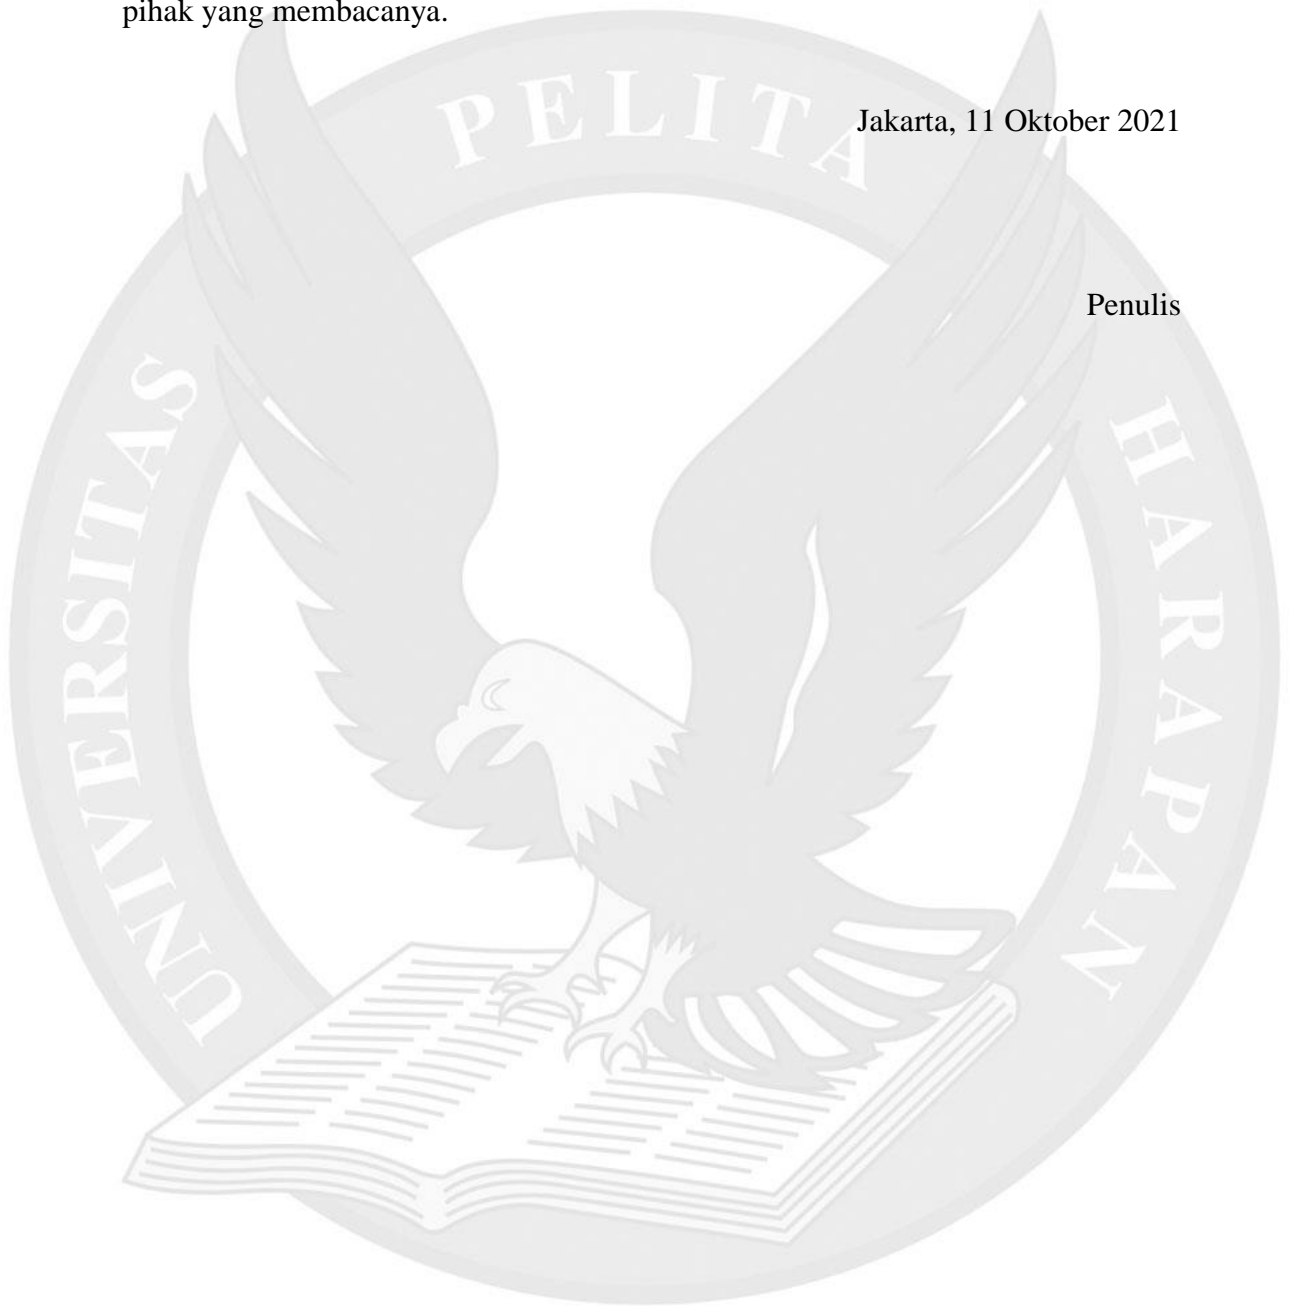 pihak yang membacanya.
Jakarta, 11 Oktober 2021
Penulis
UNIVERSITAS PELITA HARAPAN